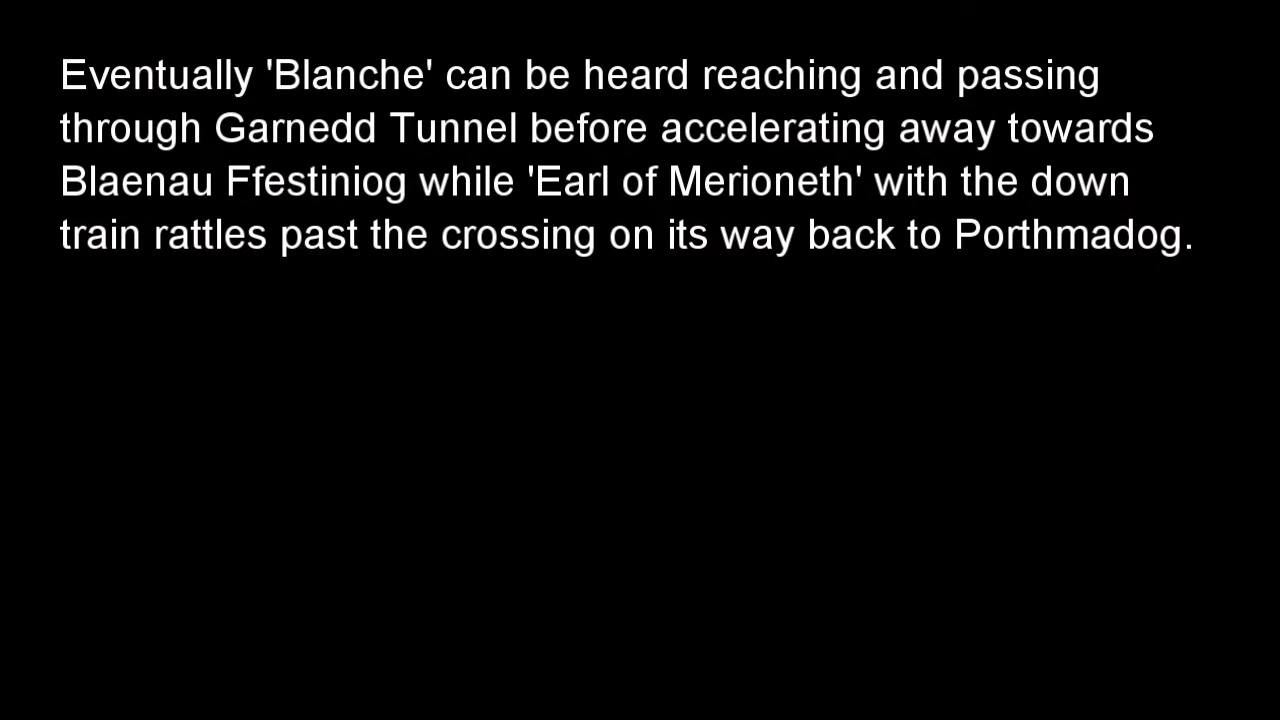 Eventually 'Blanche' can be heard reaching and passing
through Garnedd Tunnel before accelerating away towards
Blaenau Ffestiniog while 'Earl of Merioneth' with the down
train rattles past the crossing on its way back to Porthmadog.